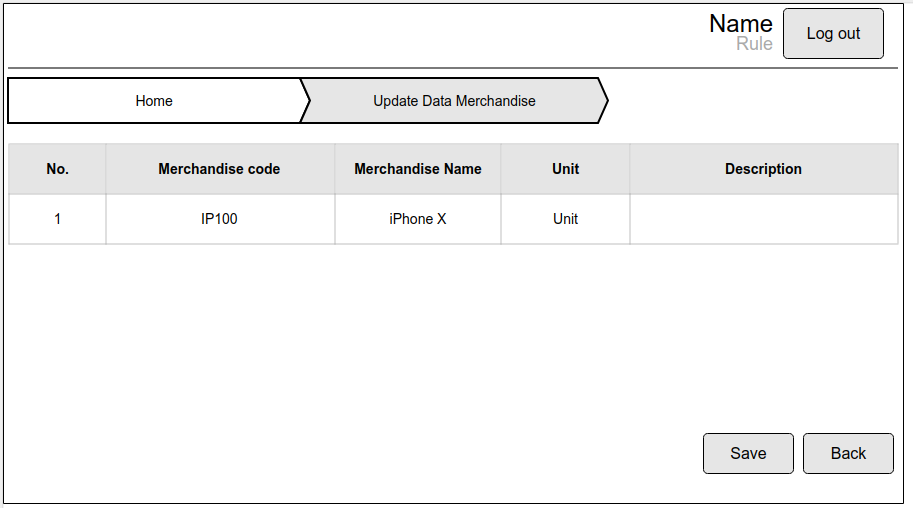 Name
Rule
Log out
Home
Update Data Merchandise
No. Merchandise code Merchandise Name Unit Description
1 IP100 iPhone X Unit
Save Back